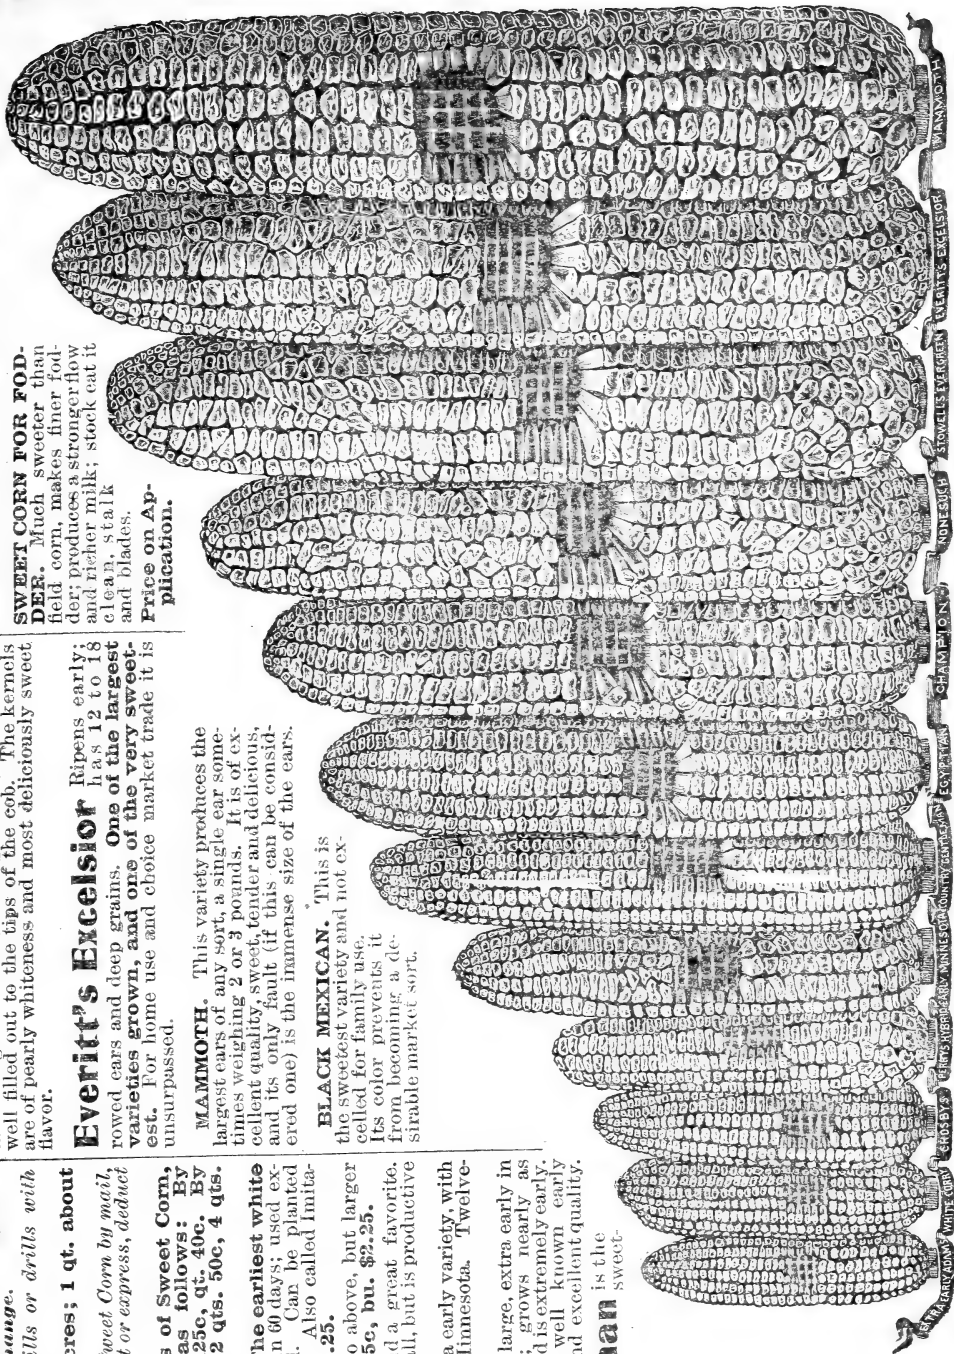 ange.
ills or drills with
res; 1 qt. about
weet Corn by mail,
t or express, deduct
s of Sweet Corn,
as follows: By
25c, qt. 40c. By
2 qts. 50c, 4 qts.
he earliest white
n 60 days; used ex-
. Can be planted
Also called Imita-
.25.
o above, but larger
5c, bu. $2.25.
d a great favorite.
ll, but is productive
a early variety, with
innesota. Twelve-
large, extra early in
; grows nearly as
d is extremely early.
well known early
nd excellent quality.
an is the
sweet-
well filled out to the tips of the cob. The kernels
are of pearly whiteness and most deliciously sweet
flavor.
Everitt's Excelsior Ripens early;
has 12 to 18
rowed ears and deep grains. One of the largest
varieties grown, and one of the very sweet-
est. For home use and choice market trade it is
unsurpassed.
MAMMOTH. This variety produces the
largest ears of any sort, a single ear some-
times weighing 2 or 3 pounds. It is of ex-
cellent quality, sweet, tender and delicious,
and its only fault (if this can be consid-
ered one) is the immense size of the ears.
BLACK MEXICAN. This is
the sweetest variety and not ex-
celled for family use.
Its color prevents it
from becoming a de-
sirable market sort.
SWEET CORN FOR FOD-
DER. Much sweeter than
field corn, makes finer fod-
der; produces a stronger flow
and richer milk; stock eat it
clean, stalk
and blades.
Price on Ap-
plication.
EXTRA EARLY ADAMS
WHITE CORY
CROSBY'S
PERRY'S HYBRID
EARLY MINNESOTA
COUNTRY GENTLEMAN
EGYPTYAN
CHAMPION
NONESUCH
STOWELL'S EVERGREEN
EVERITT'S EXCELSIOR
MAMMOTH